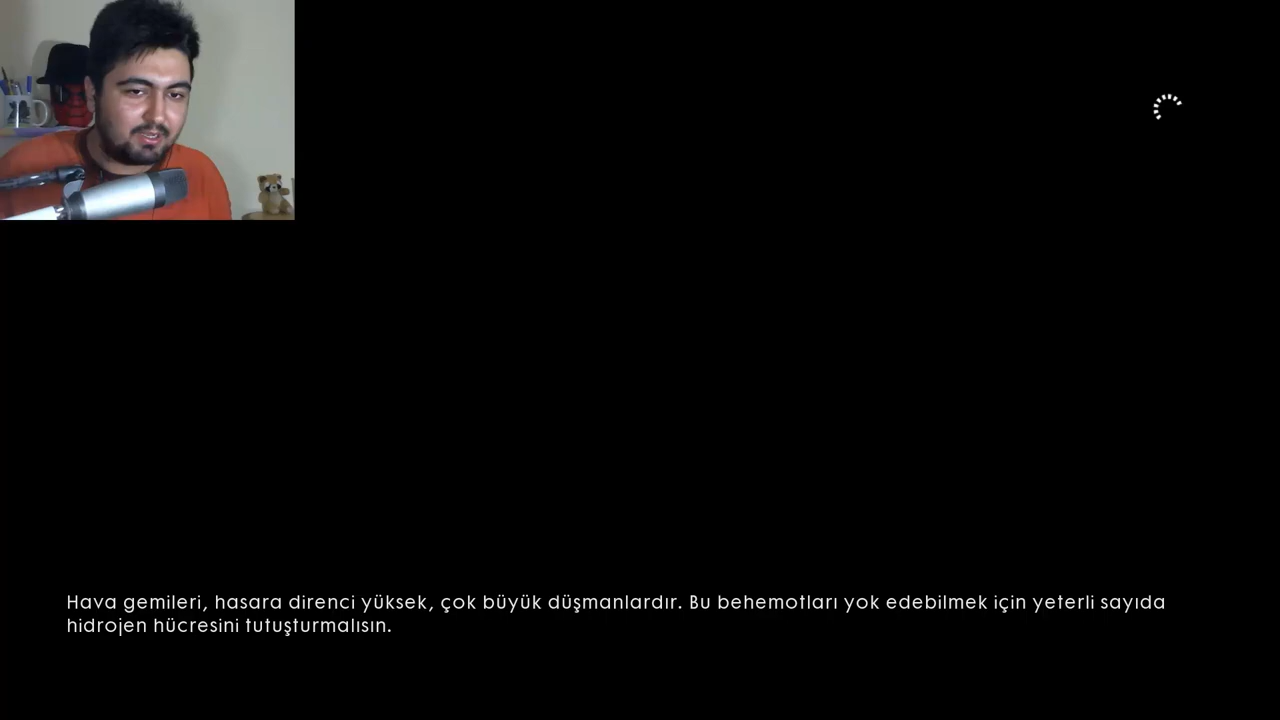 Hava gemileri, hasara direnci yüksek, çok büyük düşmanlardır. Bu behemotları yok edebilmek için yeterli sayıda
hidrojen hücresini tutuşturmalısın.